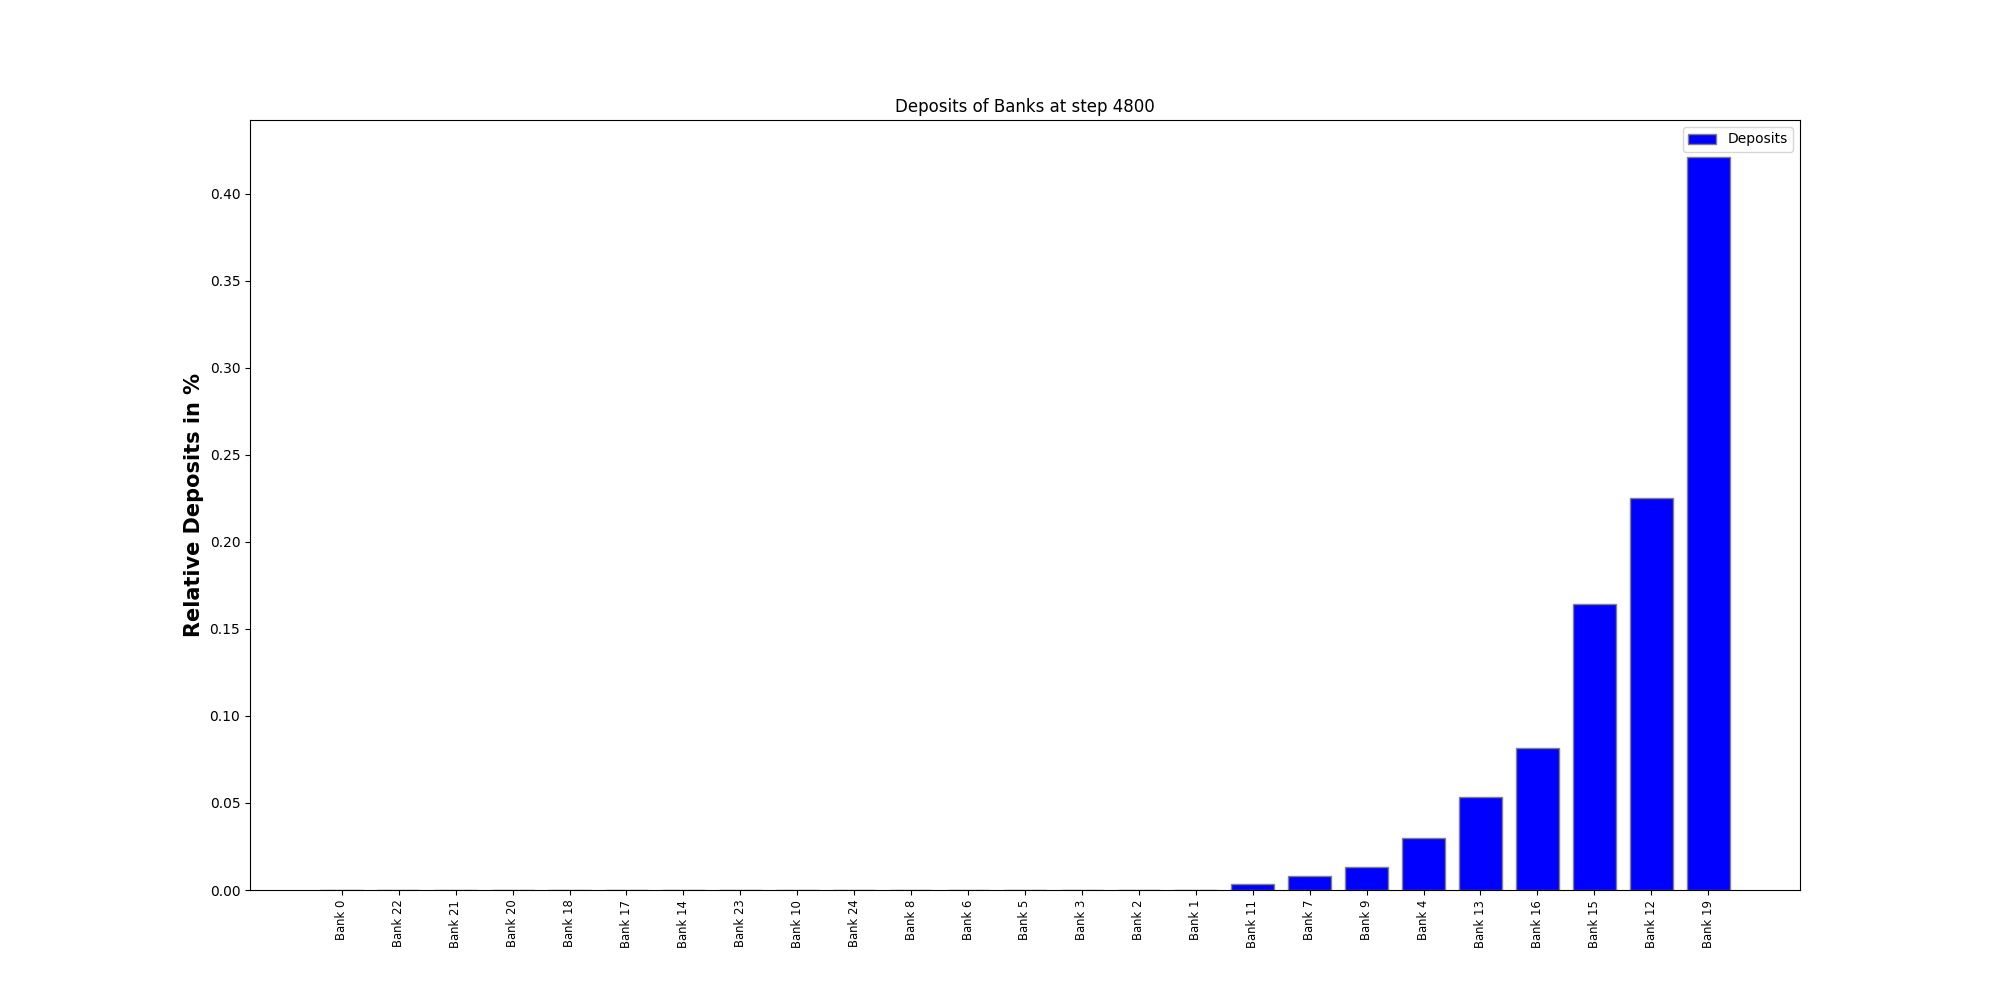 Deposits of Banks at step 4800
Deposits
Relative Deposits in %
0.40
0.35
0.30
0.25
0.20
0.15
0.10
0.05
0.00
Bank 0
Bank 22
Bank 21
Bank 20
Bank 18
Bank 17
Bank 14
Bank 23
Bank 10
Bank 24
Bank 8
Bank 6
Bank 5
Bank 3
Bank 2
Bank 1
Bank 11
Bank 7
Bank 9
Bank 4
Bank 13
Bank 16
Bank 15
Bank 12
Bank 19